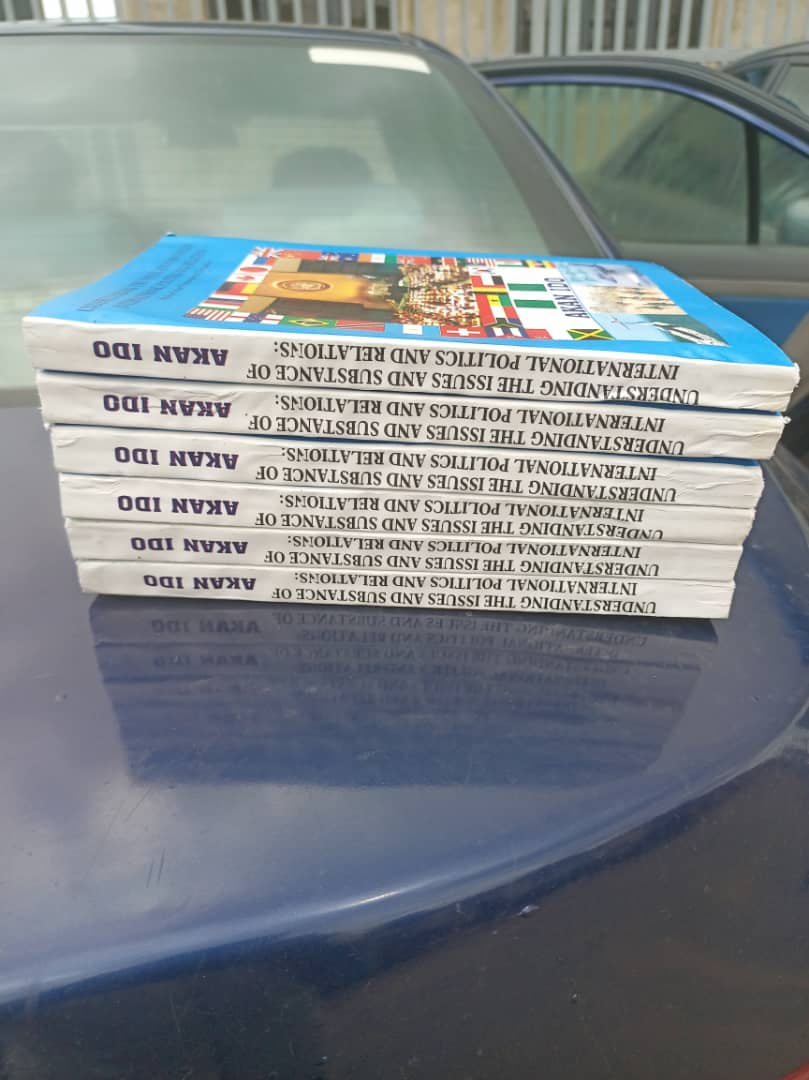 AKAN IDO
UNDERSTANDING THE ISSUES AND SUBSTANCE OF
INTERNATIONAL POLITICS AND RELATIONS:
AKAN IDO
UNDERSTANDING THE ISSUES AND SUBSTANCE OF
INTERNATIONAL POLITICS AND RELATIONS:
AKAN IDO
UNDERSTANDING THE ISSUES AND SUBSTANCE OF
INTERNATIONAL POLITICS AND RELATIONS:
AKAN IDO
UNDERSTANDING THE ISSUES AND SUBSTANCE OF
INTERNATIONAL POLITICS AND RELATIONS:
AKAN IDO
UNDERSTANDING THE ISSUES AND SUBSTANCE OF
INTERNATIONAL POLITICS AND RELATIONS:
AKAN IDO
UNDERSTANDING THE ISSUES AND SUBSTANCE OF
INTERNATIONAL POLITICS AND RELATIONS:
AKAN IDO